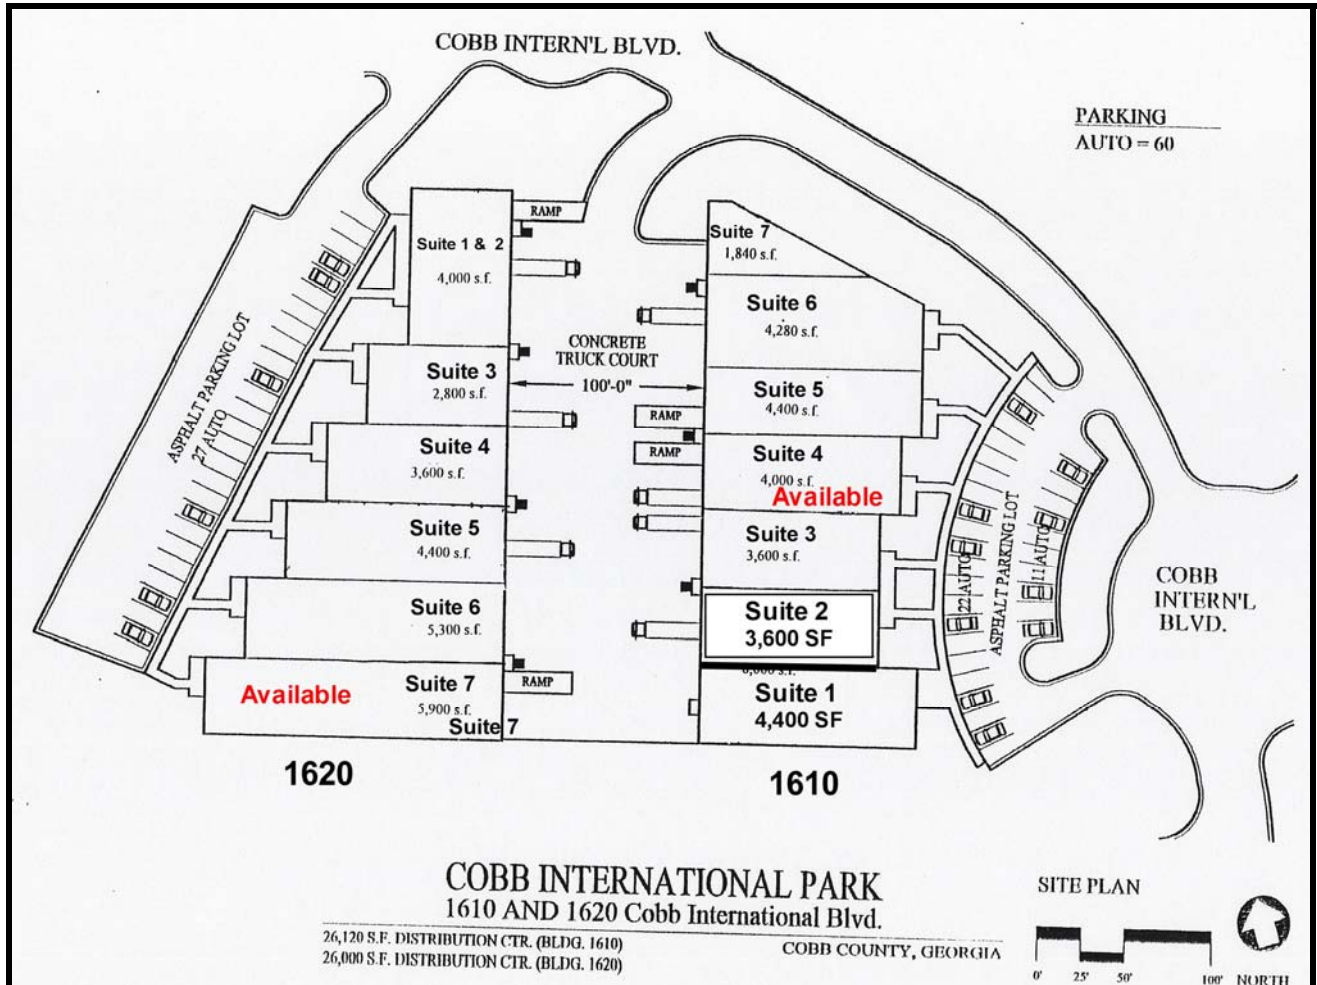 COBB INTERN'L BLVD.
PARKING
AUTO = 60
RAMP
Suite 1 & 2
4,000 s.f.
Suite 7
1,840 s.f.
Suite 6
4,280 s.f.
CONCRETE
TRUCK COURT
100'-0"
Suite 3
2,800 s.f.
Suite 5
4,400 s.f.
RAMP
RAMP
ASPHALT PARKING LOT
27 AUTO
Suite 4
3,600 s.f.
Suite 4
4,000 s.f.
Available
Suite 5
4,400 s.f.
Suite 3
3,600 s.f.
22 AUTO
ASPHALT PARKING LOT
11 AUTO
COBB
INTERN'L
BLVD.
Suite 6
5,300 s.f.
Suite 2
3,600 SF
Available
Suite 7
5,900 s.f.
Suite 7
RAMP
Suite 1
4,400 SF
1620
1610
COBB INTERNATIONAL PARK
1610 AND 1620 Cobb International Blvd.
26,120 S.F. DISTRIBUTION CTR. (BLDG. 1610)
26,000 S.F. DISTRIBUTION CTR. (BLDG. 1620)
COBB COUNTY, GEORGIA
SITE PLAN
0' 25' 50' 100'
NORTH